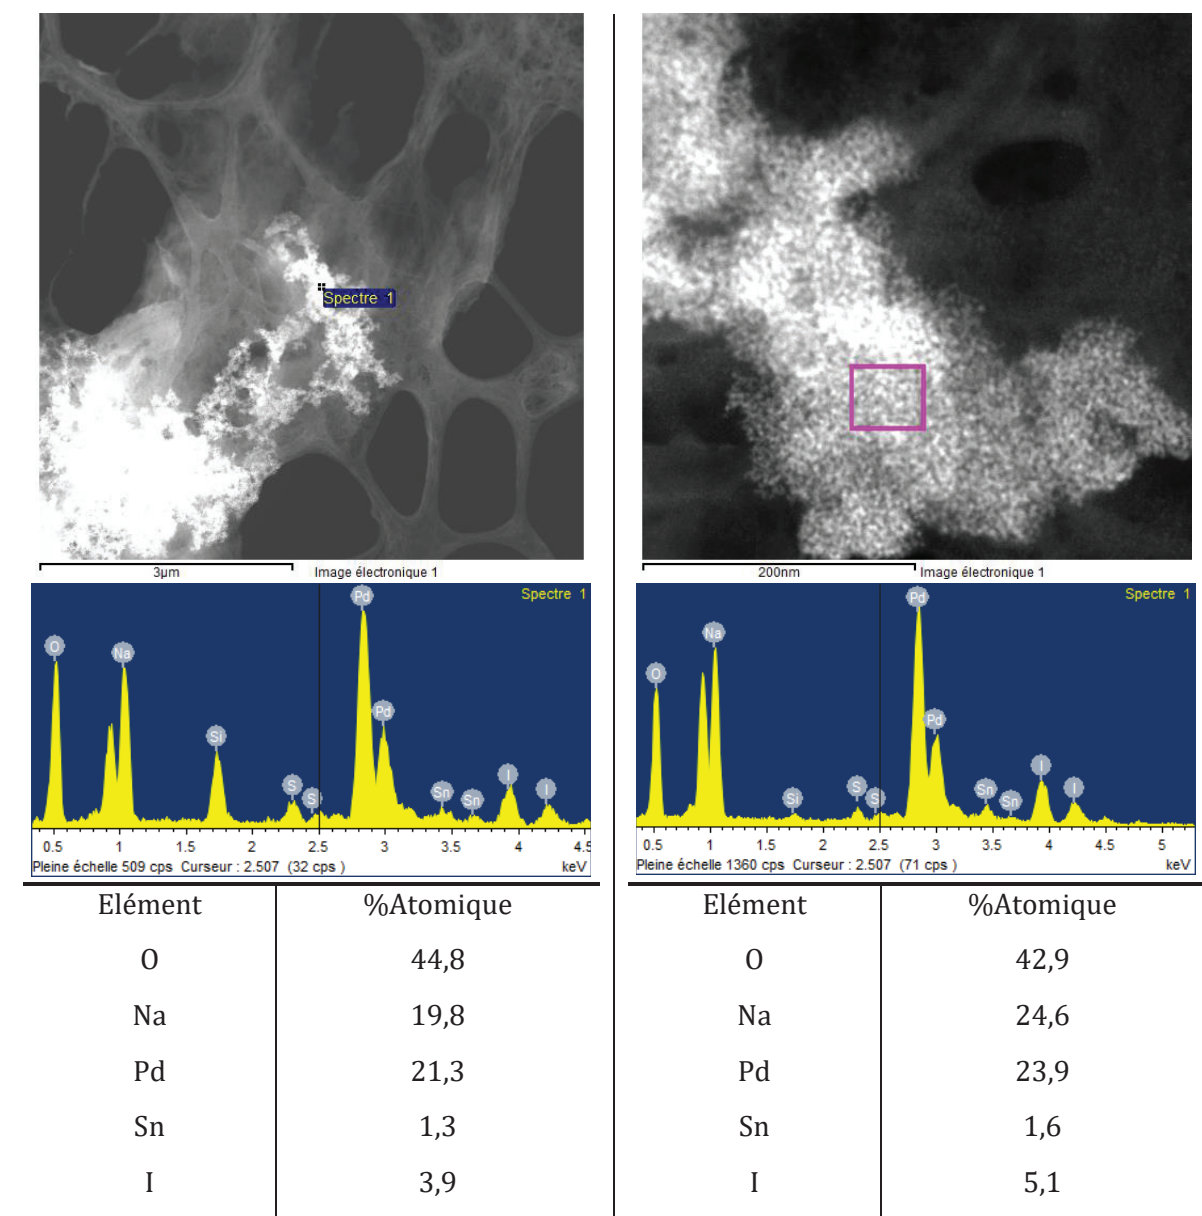 Spectre 1
3µm Image électronique 1
200nm Image électronique 1
Spectre 1
O Na Si S S Pd Pd Sn Sn I I
0.5 1 1.5 2 2.5 3 3.5 4 4.5
Pleine échelle 509 cps Curseur : 2.507 (32 cps ) keV
Spectre 1
O Na Si S S Pd Pd Sn Sn I I
0.5 1 1.5 2 2.5 3 3.5 4 4.5 5
Pleine échelle 1360 cps Curseur : 2.507 (71 cps ) keV
Elément %Atomique
O 44,8
Na 19,8
Pd 21,3
Sn 1,3
I 3,9
Elément %Atomique
O 42,9
Na 24,6
Pd 23,9
Sn 1,6
I 5,1